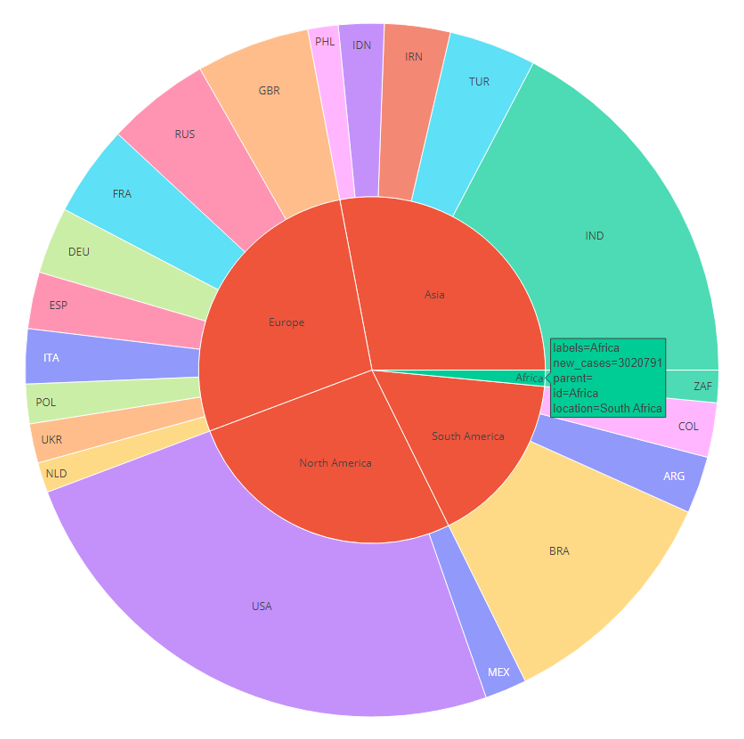 PHL
IDN
IRN
TUR
GBR
RUS
FRA
IND
DEU
ESP
Europe
Asia
labels=Africa
new_cases=3020791
parent=
id=Africa
location=South Africa
ITA
Africa
ZAF
POL
COL
UKR
South America
NLD
North America
ARG
BRA
USA
MEX